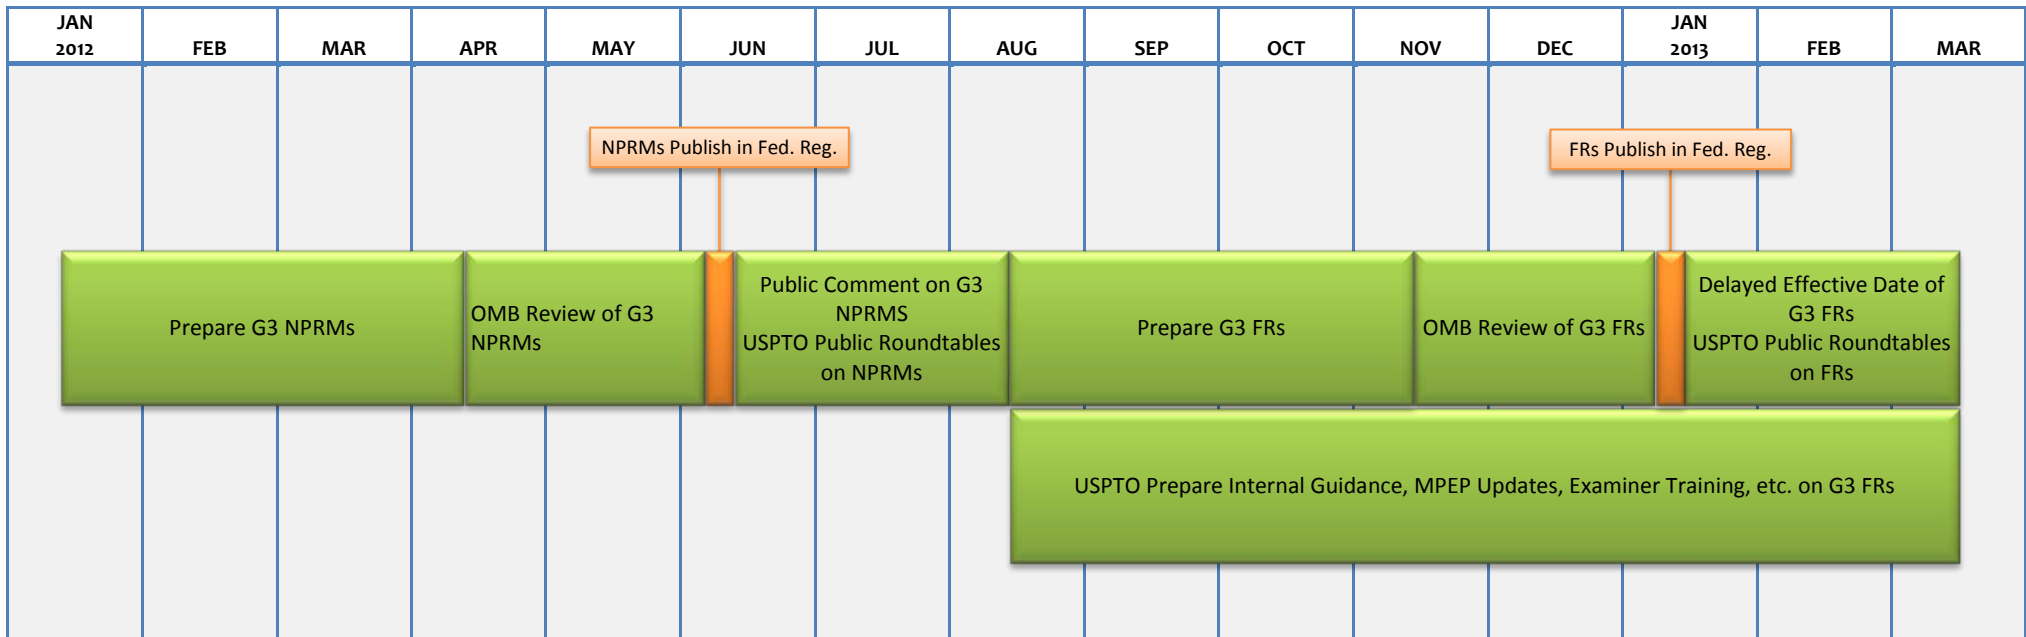 JAN
2012
FEB
MAR
APR
MAY
JUN
JUL
AUG
SEP
OCT
NOV
DEC
JAN
2013
FEB
MAR
NPRMs Publish in Fed. Reg.
FRs Publish in Fed. Reg.
Prepare G3 NPRMs
OMB Review of G3
NPRMs
Public Comment on G3
NPRMS
USPTO Public Roundtables
on NPRMs
Prepare G3 FRs
OMB Review of G3 FRs
Delayed Effective Date of
G3 FRs
USPTO Public Roundtables
on FRs
USPTO Prepare Internal Guidance, MPEP Updates, Examiner Training, etc. on G3 FRs